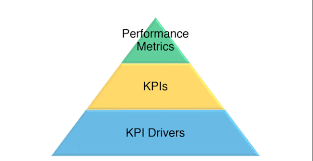 Performance
Metrics
KPIs
KPI Drivers